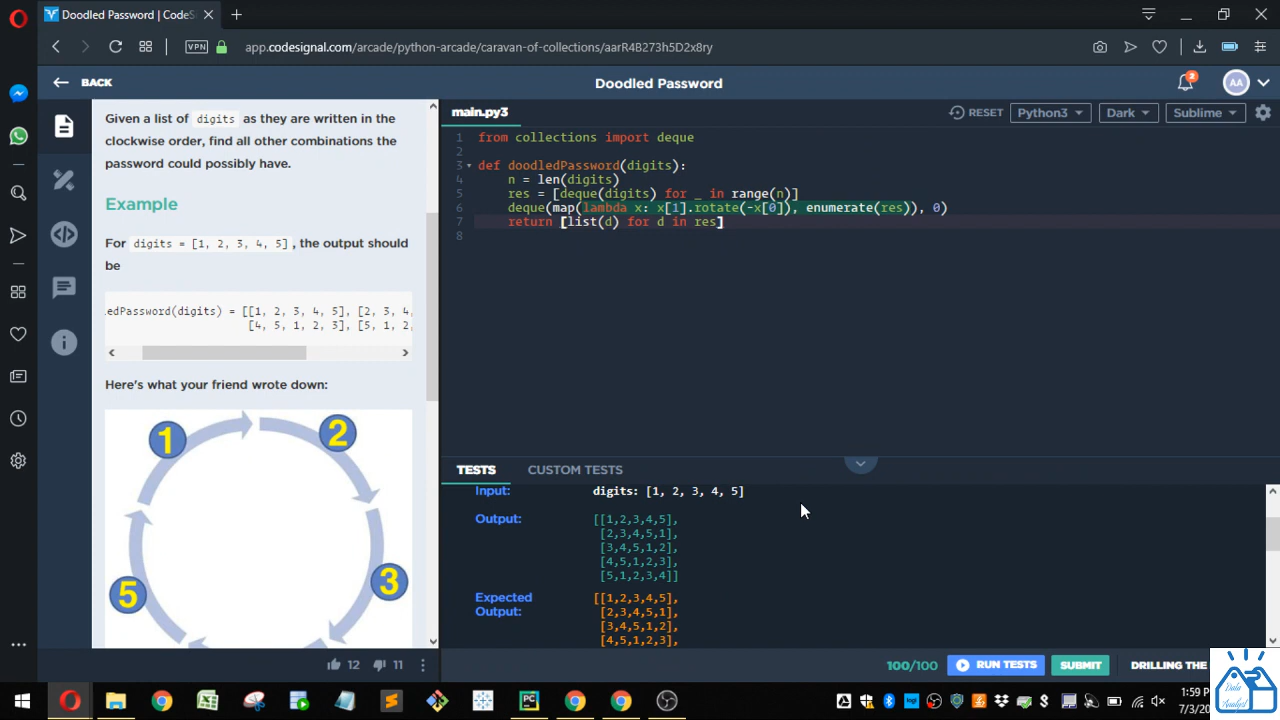 Doodled Password | CodeSi
VPN
app.codesignal.com/arcade/python-arcade/caravan-of-collections/aarR4B273h5D2x8ry
BACK
Doodled Password
3
AA
Given a list of digits as they are written in the
clockwise order, find all other combinations the
password could possibly have.
Example
For digits = [1, 2, 3, 4, 5], the output should
be
edPassword(digits) = [[1, 2, 3, 4, 5], [2, 3, 4,
[4, 5, 1, 2, 3], [5, 1, 2,
Here's what your friend wrote down:
1
2
3
5
12
11
main.py3
RESET
Python3
Dark
Sublime
1 from collections import deque
2
3 def doodledPassword(digits):
4 n = len(digits)
5 res = [deque(digits) for _ in range(n)]
6 deque(map(lambda x: x[1].rotate(-x[0]), enumerate(res)), 0)
7 return [list(d) for d in res]
8
TESTS
CUSTOM TESTS
Input: digits: [1, 2, 3, 4, 5]
Output: [[1,2,3,4,5],
[2,3,4,5,1],
[3,4,5,1,2],
[4,5,1,2,3],
[5,1,2,3,4]]
Expected [[1,2,3,4,5],
Output: [2,3,4,5,1],
[3,4,5,1,2],
[4,5,1,2,3],
100/100
RUN TESTS
SUBMIT
DRILLING THE
Data
Analyst
PC
1:59 PM
7/3/